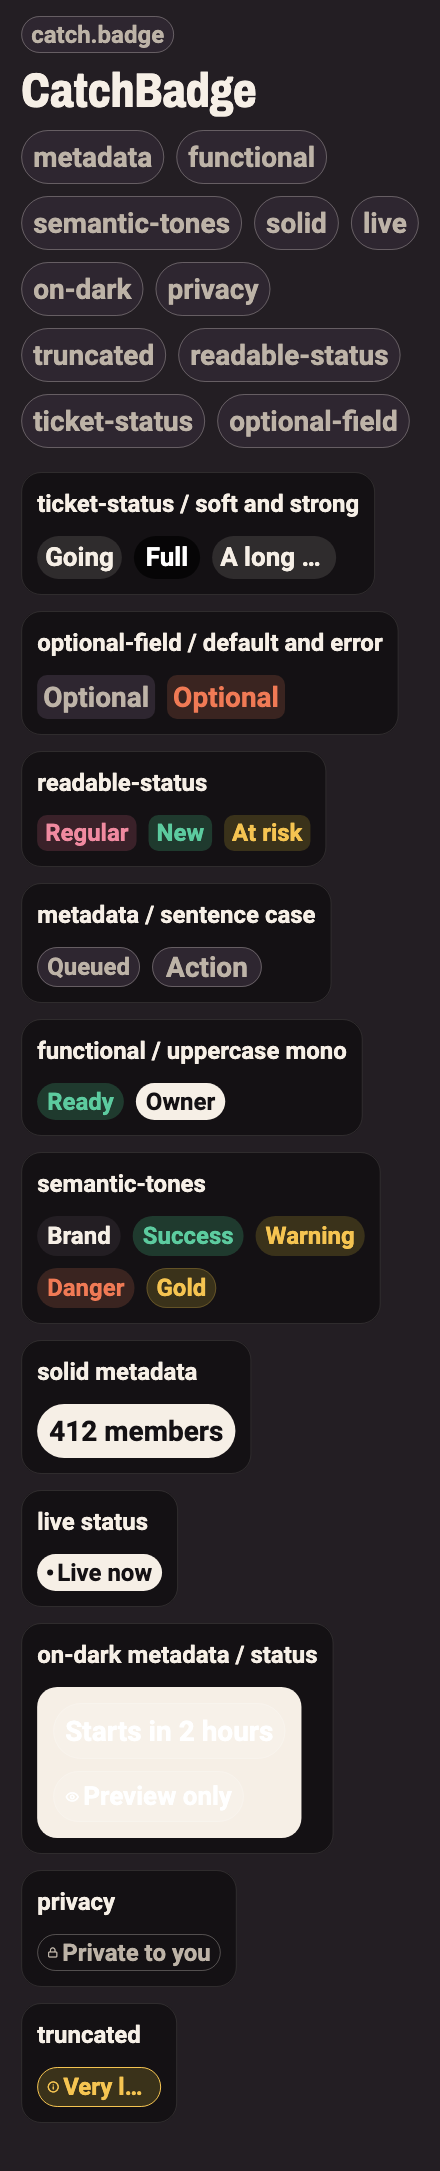 catch.badge
CatchBadge
metadata functional
semantic-tones solid live
on-dark privacy
truncated readable-status
ticket-status optional-field
ticket-status / soft and strong
Going Full A long ...
optional-field / default and error
Optional Optional
readable-status
Regular New At risk
metadata / sentence case
Queued Action
functional / uppercase mono
Ready Owner
semantic-tones
Brand Success Warning
Danger Gold
solid metadata
412 members
live status
• Live now
on-dark metadata / status
Starts in 2 hours
Preview only
privacy
Private to you
truncated
Very l...